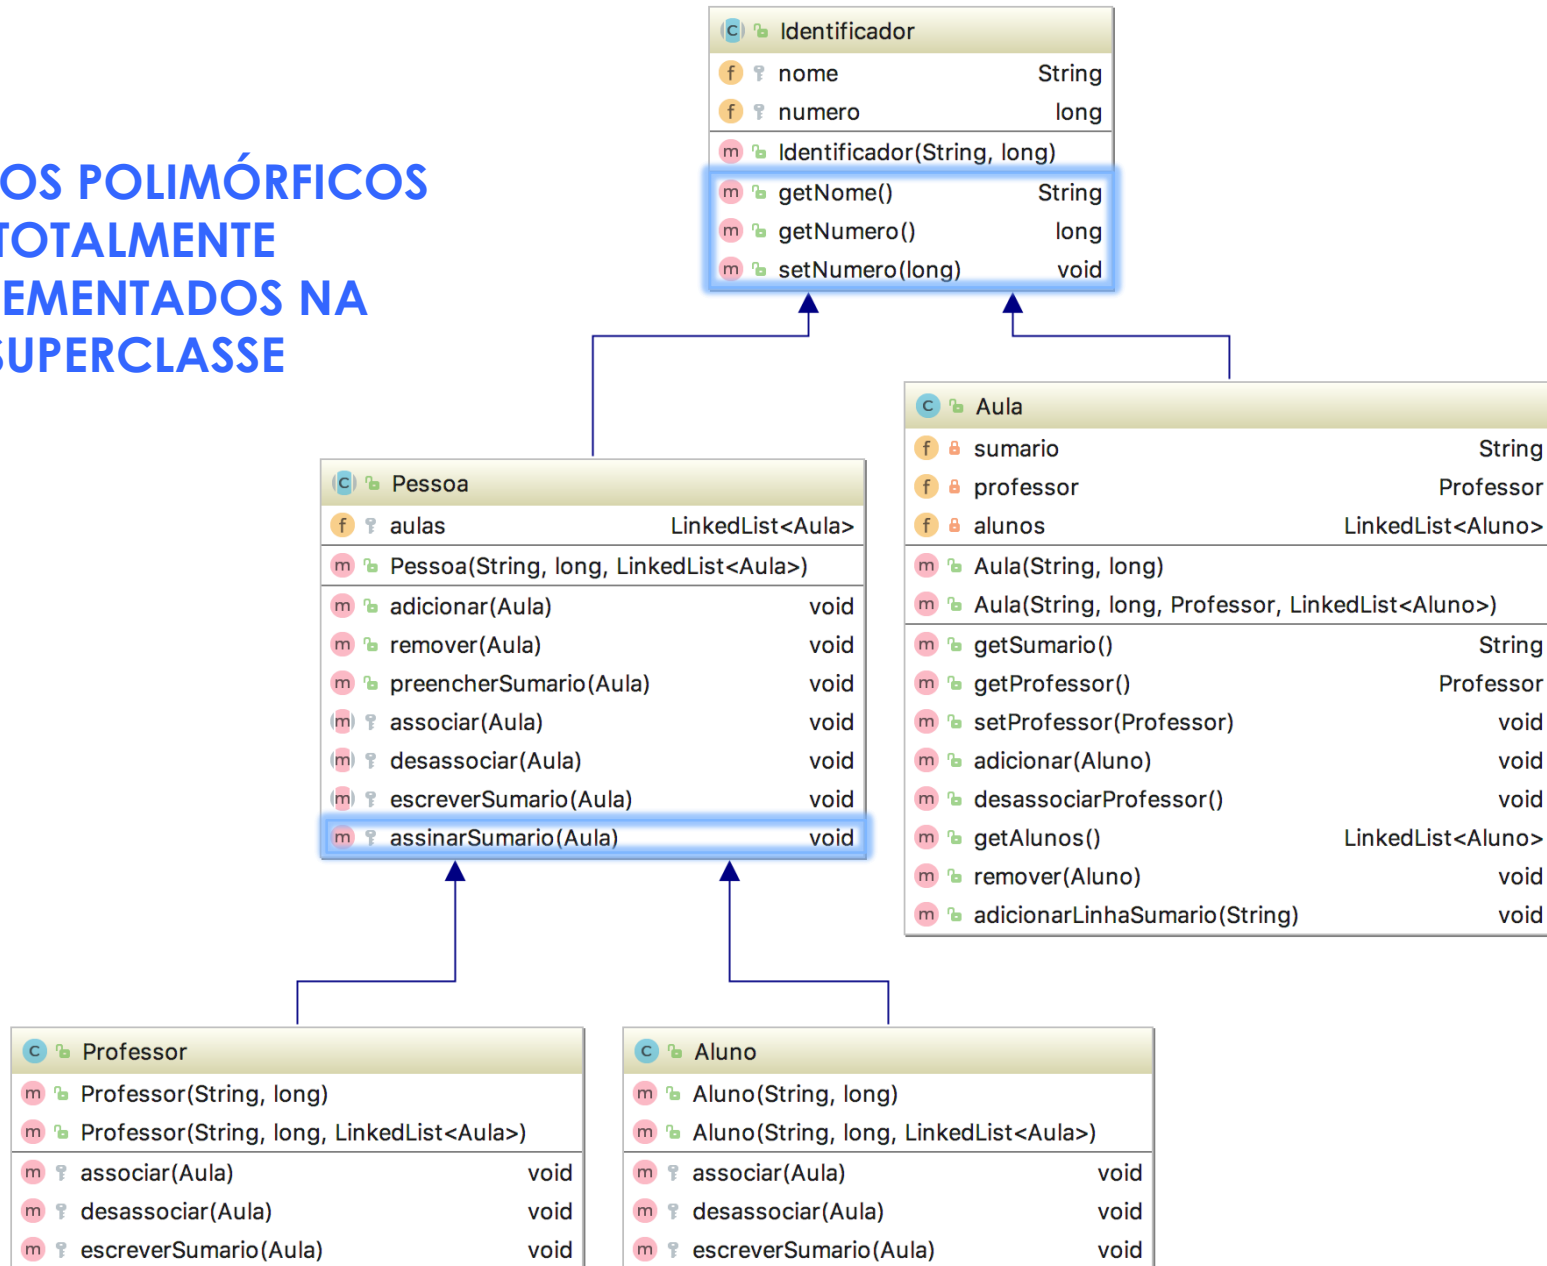 OS POLIMÓRFICOS
TOTALMENTE
EMENTADOS NA
SUPERCLASSE
Identificador
nome String
numero long
Identificador(String, long)
getNome() String
getNumero() long
setNumero(long) void
Pessoa
aulas LinkedList<Aula>
Pessoa(String, long, LinkedList<Aula>)
adicionar(Aula) void
remover(Aula) void
preencherSumario(Aula) void
associar(Aula) void
desassociar(Aula) void
escreverSumario(Aula) void
assinarSumario(Aula) void
Aula
sumario String
professor Professor
alunos LinkedList<Aluno>
Aula(String, long)
Aula(String, long, Professor, LinkedList<Aluno>)
getSumario() String
getProfessor() Professor
setProfessor(Professor) void
adicionar(Aluno) void
desassociarProfessor() void
getAlunos() LinkedList<Aluno>
remover(Aluno) void
adicionarLinhaSumario(String) void
Professor
Professor(String, long)
Professor(String, long, LinkedList<Aula>)
associar(Aula) void
desassociar(Aula) void
escreverSumario(Aula) void
Aluno
Aluno(String, long)
Aluno(String, long, LinkedList<Aula>)
associar(Aula) void
desassociar(Aula) void
escreverSumario(Aula) void